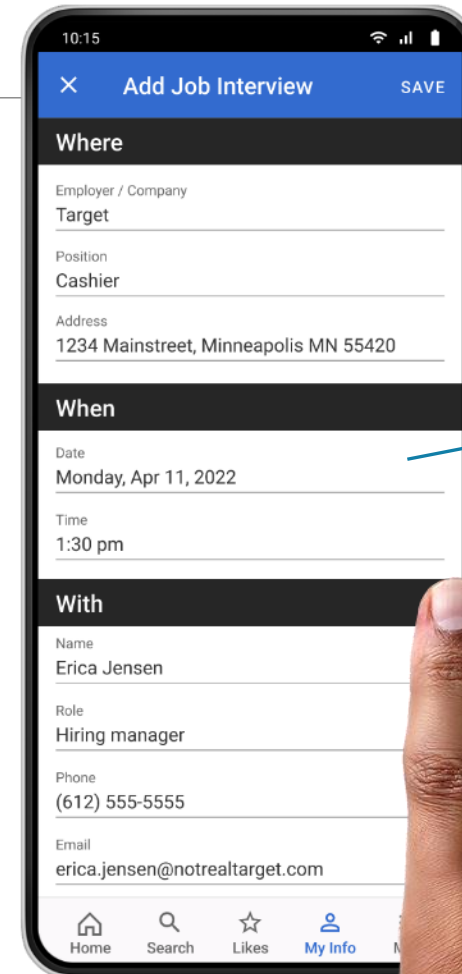 10:15
Add Job Interview SAVE
Where
Employer / Company
Target
Position
Cashier
Address
1234 Mainstreet, Minneapolis MN 55420
When
Date
Monday, Apr 11, 2022
Time
1:30 pm
With
Name
Erica Jensen
Role
Hiring manager
Phone
(612) 555-5555
Email
erica.jensen@notrealtarget.com
Home Search Likes My Info